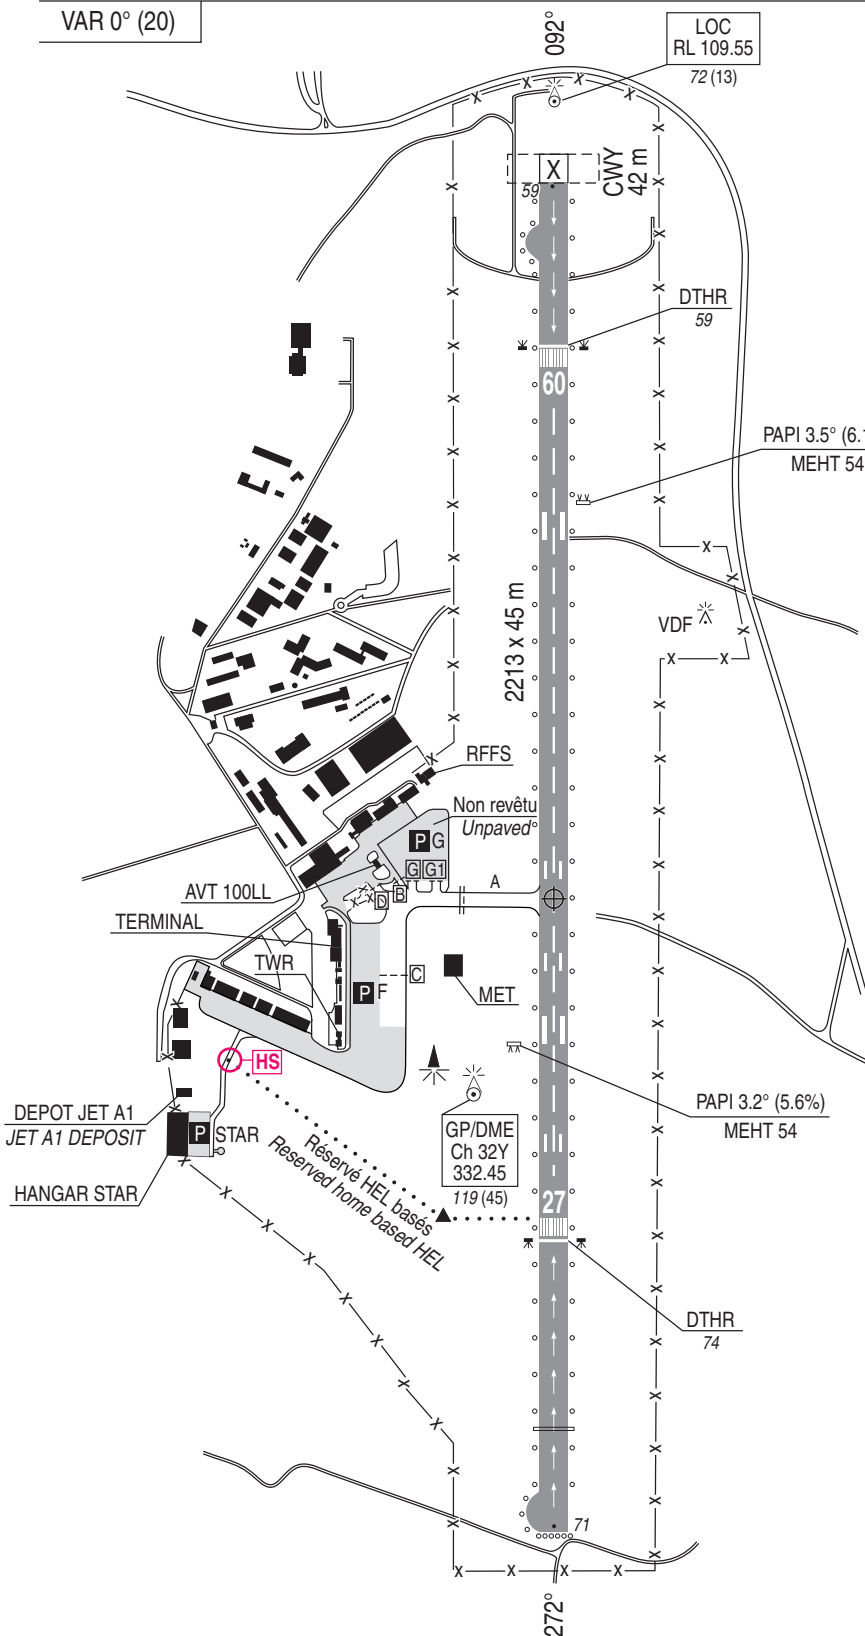 VAR 0° (20)
092°
LOC
RL 109.55
72 (13)
X
CWY
42 m
59
DTHR
59
60
PAPI 3.5° (6.
MEHT 54
2213 x 45 m
VDF
RFFS
Non revêtu
Unpaved
P G
G G1
A
AVT 100LL
D B
TERMINAL
TWR
C
P F
MET
HS
DEPOT JET A1
JET A1 DEPOSIT
P STAR
HANGAR STAR
PAPI 3.2° (5.6%)
MEHT 54
GP/DME
Ch 32Y
332.45
119 (45)
Réservé HEL basés
Reserved home based HEL
27
DTHR
74
71
272°